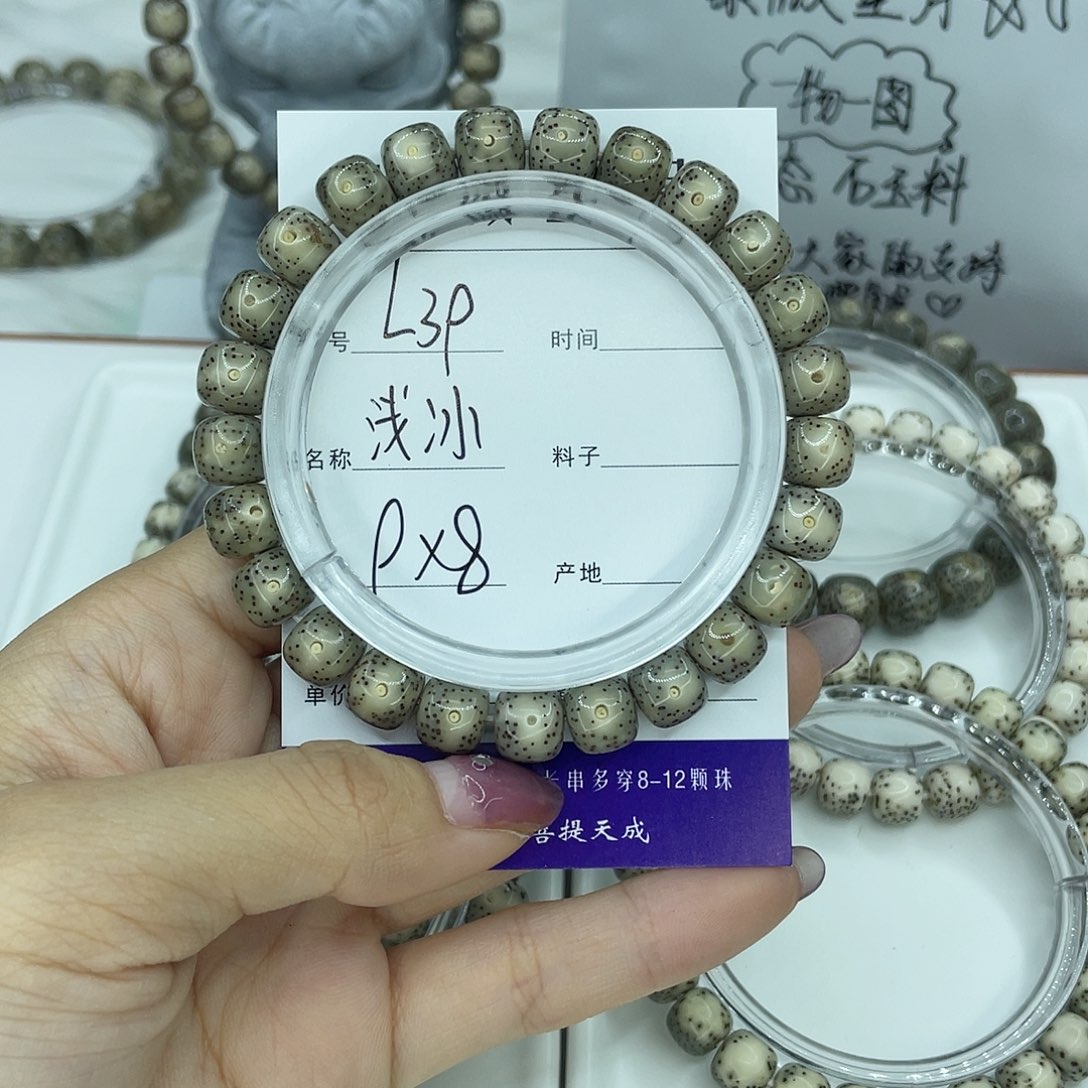 一物一图
石玉料
大家的支持
号 L3P 时间
名称 浅冰 料子
P×8 产地
单价
长串多穿8-12颗珠
菩提天成